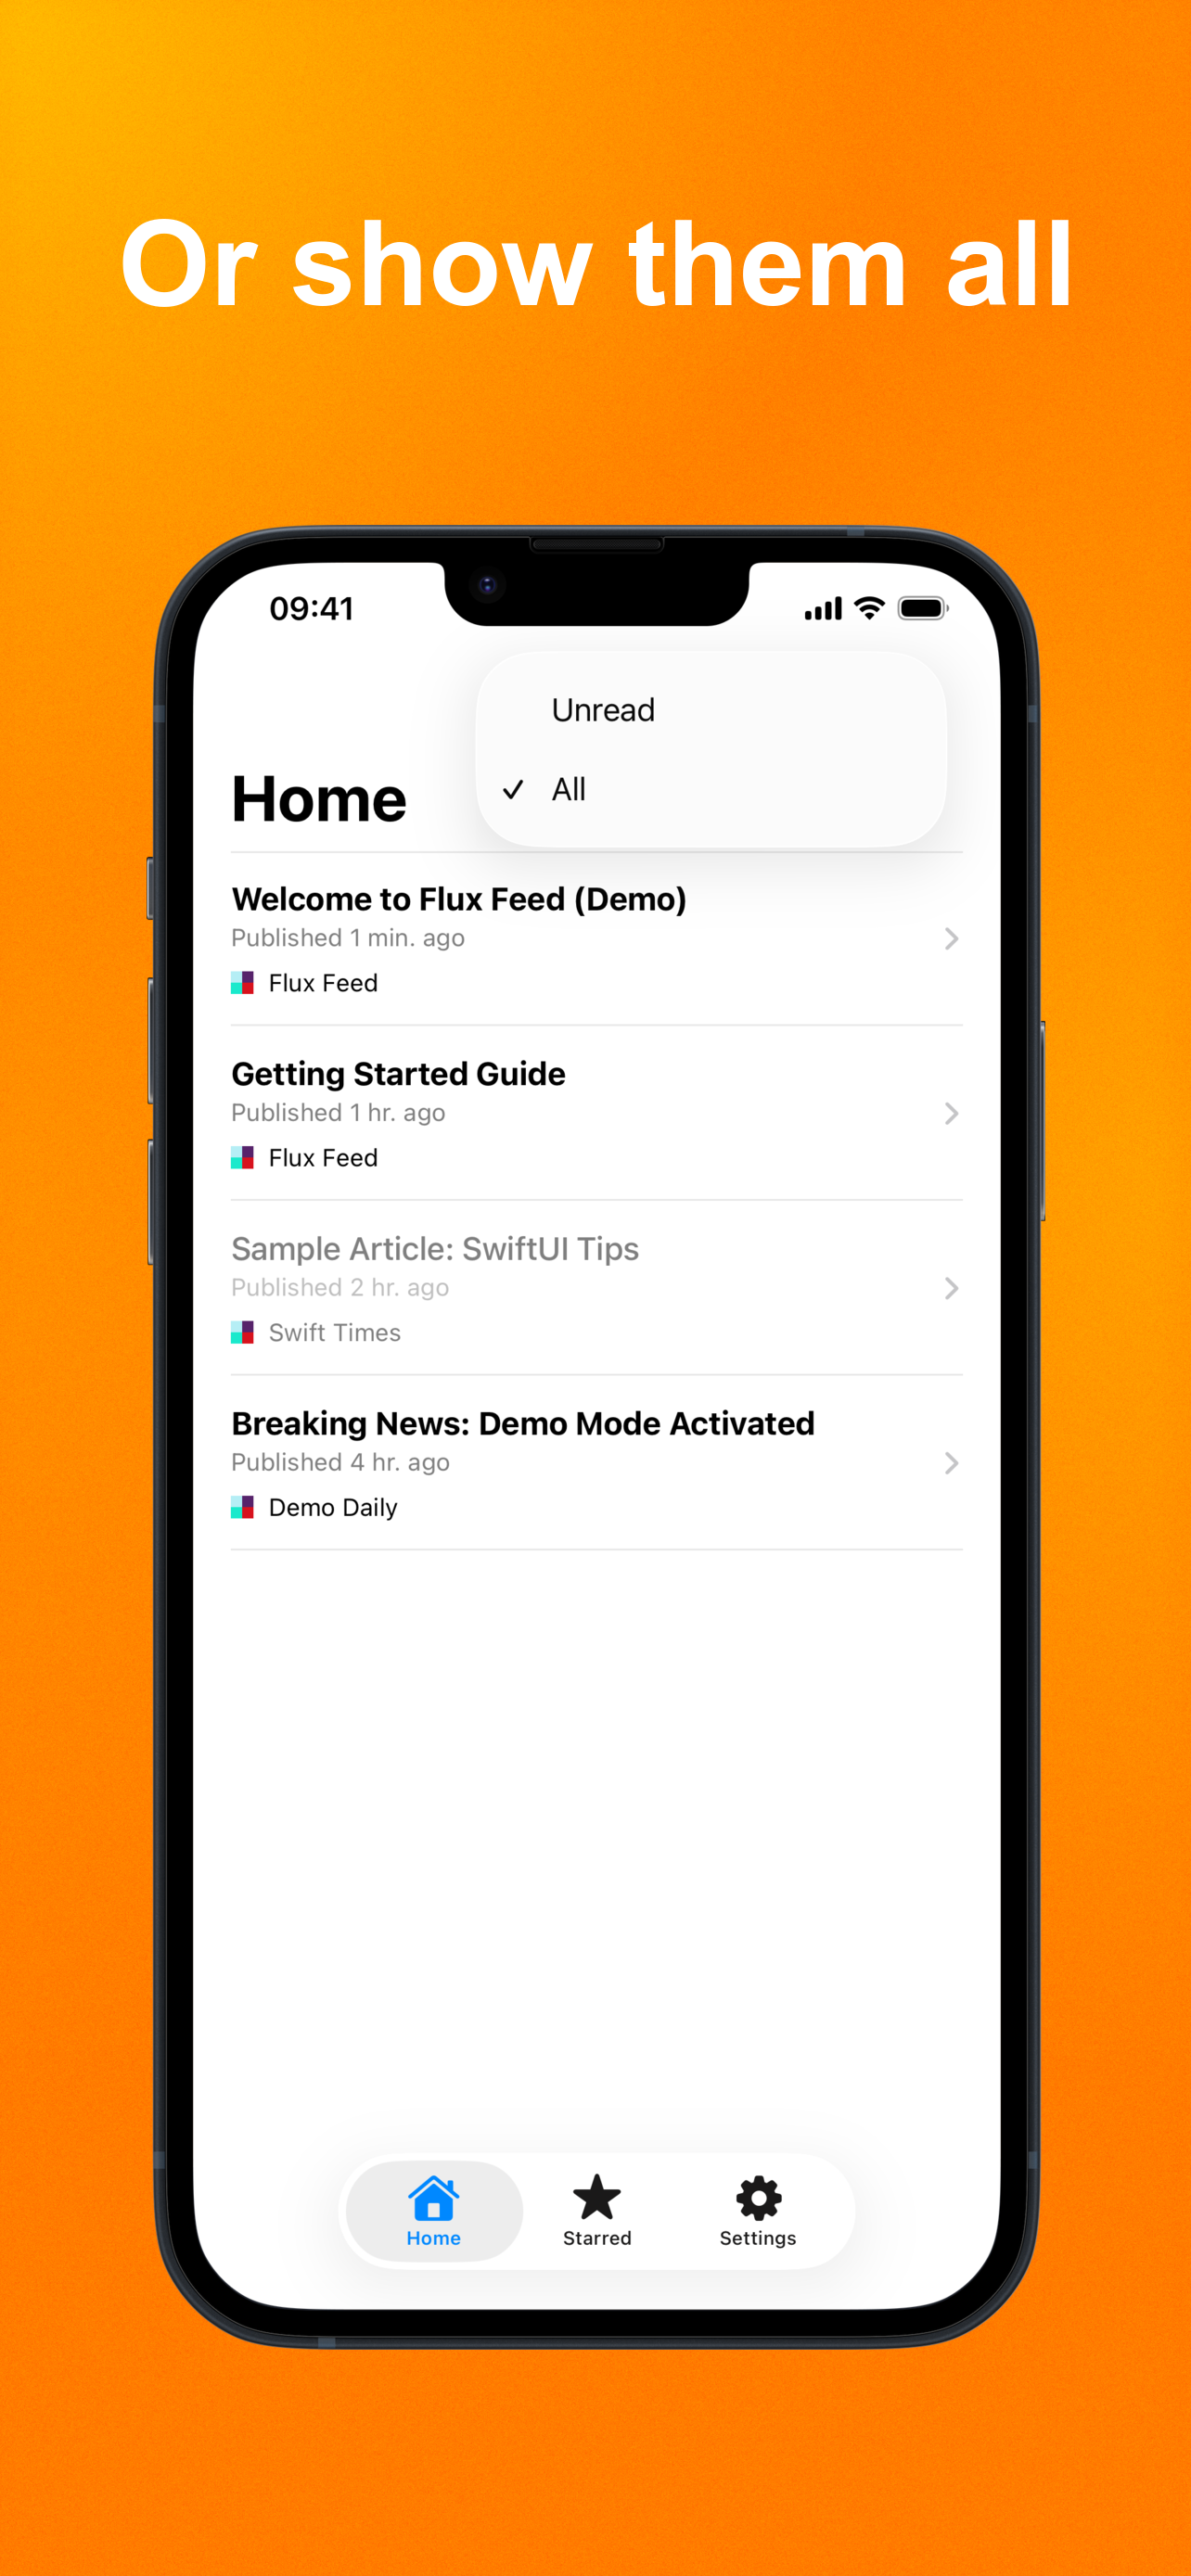 Or show them all
09:41
Unread
All
Home
Welcome to Flux Feed (Demo)
Published 1 min. ago
Flux Feed
Getting Started Guide
Published 1 hr. ago
Flux Feed
Sample Article: SwiftUI Tips
Published 2 hr. ago
Swift Times
Breaking News: Demo Mode Activated
Published 4 hr. ago
Demo Daily
Home
Starred
Settings